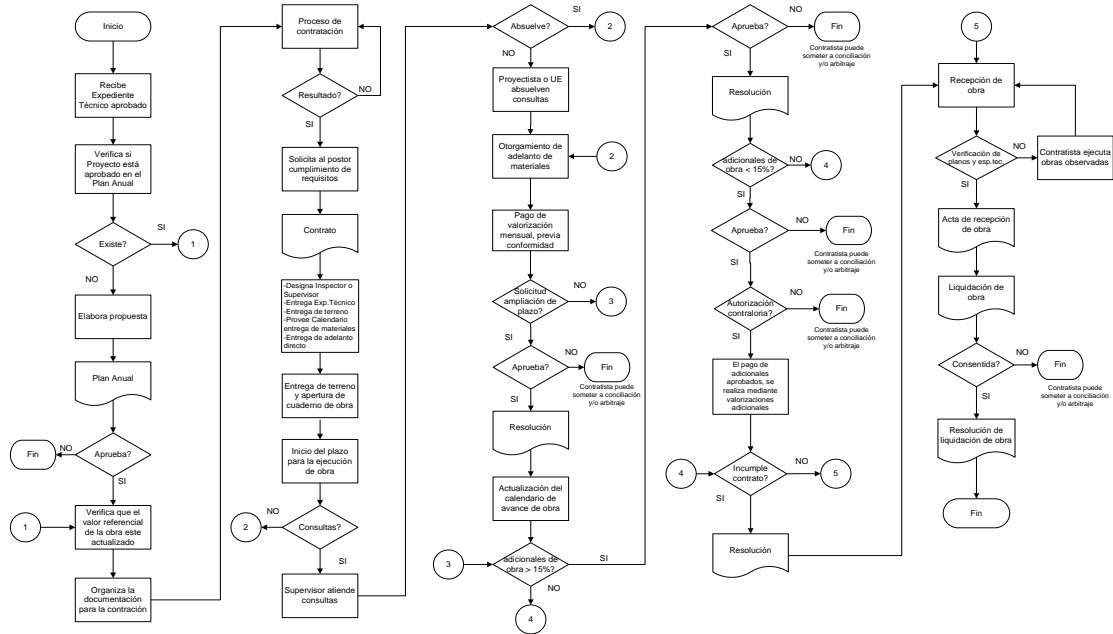 Inicio
Recibe
Expediente
Técnico aprobado
Verifica si
Proyecto está
aprobado en el
Plan Anual
Existe?
SI
1
NO
Elabora propuesta
Plan Anual
Aprueba?
NO
Fin
SI
1
Verifica que el
valor referencial
de la obra este
actualizado
Organiza la
documentación
para la contración
Proceso de
contratación
Resultado?
NO
SI
Solicita al postor
cumplimiento de
requisitos
Contrato
-Designa Inspector o
Supervisor
-Entrega Exp.Técnico
-Entrega de terreno
-Provee Calendario
entrega de materiales
-Entrega de adelanto
directo
Entrega de terreno
y apertura de
cuaderno de obra
Inicio del plazo
para la ejecución
de obra
Consultas?
NO
2
SI
Supervisor atiende
consultas
Absuelve?
SI
2
NO
Proyectista o UE
absuelven
consultas
Otorgamiento de
adelanto de
materiales
2
Pago de
valorización
mensual, previa
conformidad
Solicitud
ampliación de
plazo?
NO
3
SI
Aprueba?
NO
Fin
Contratista puede
someter a conciliación
y/o arbitraje
SI
Resolución
Actualización del
calendario de
avance de obra
3
adicionales de
obra > 15%?
SI
NO
4
Aprueba?
NO
Fin
Contratista puede
someter a conciliación
y/o arbitraje
SI
Resolución
adicionales de
obra < 15%?
NO
4
SI
Aprueba?
NO
Fin
Contratista puede
someter a conciliación
y/o arbitraje
SI
Autorización
contraloria?
NO
Fin
Contratista puede
someter a conciliación
y/o arbitraje
SI
El pago de
adicionales
aprobados, se
realiza mediante
valorizaciones
adicionales
4
Incumple
contrato?
NO
5
SI
Resolución
5
Recepción de
obra
Verificación de
planos y esp.tec.
NO
Contratista ejecuta
obras observadas
SI
Acta de recepción
de obra
Liquidación de
obra
Consentida?
NO
Fin
Contratista puede
someter a conciliación
y/o arbitraje
SI
Resolución de
liquidación de obra
Fin